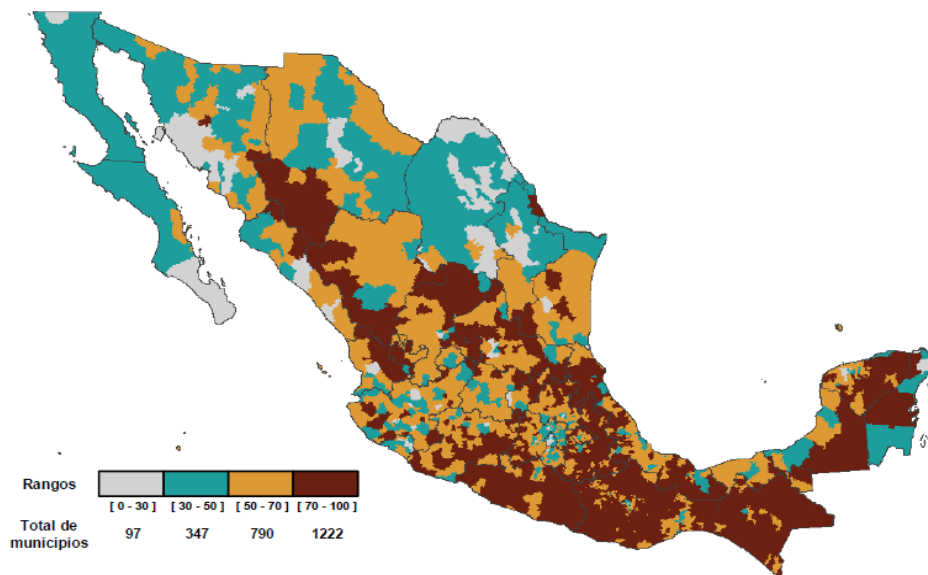 Rangos
[ 0 - 30 ] [ 30 - 50 ] [ 50 - 70 ] [ 70 - 100 ]
Total de
municipios
97 347 790 1222